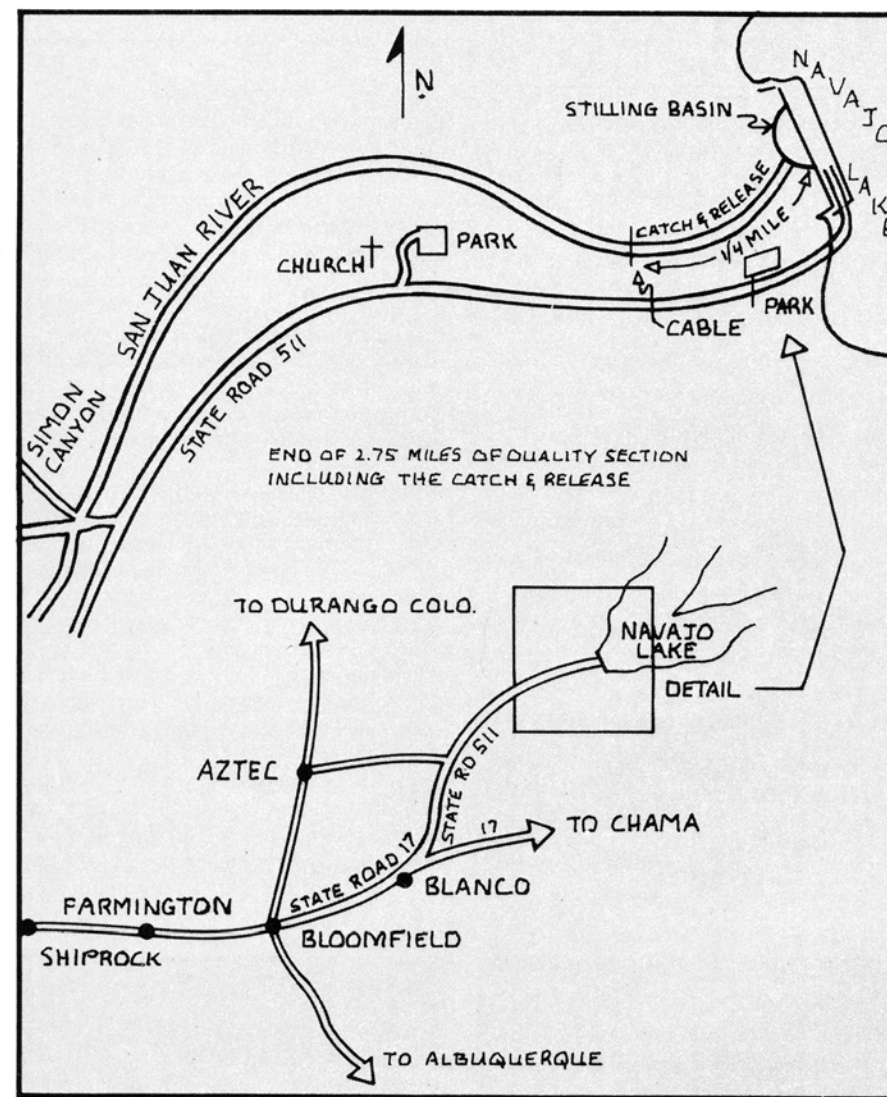 N
NAVAJO
LAKE
STILLING BASIN
CATCH & RELEASE
1/4 MILE
SAN JUAN RIVER
PARK
CHURCH
PARK
CABLE
STATE ROAD 511
SIMON
CANYON
END OF 2.75 MILES OF QUALITY SECTION
INCLUDING THE CATCH & RELEASE
TO DURANGO COLO.
NAVAJO
LAKE
DETAIL
AZTEC
STATE RD 511
17
TO CHAMA
STATE ROAD 17
BLANCO
FARMINGTON
BLOOMFIELD
SHIPROCK
TO ALBUQUERQUE